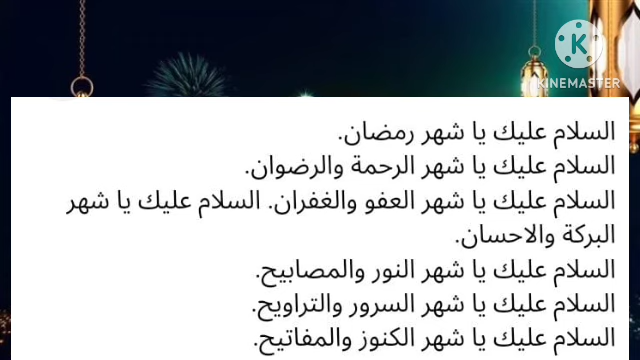 KINEMASTER
السلام عليك يا شهر رمضان.
السلام عليك يا شهر الرحمة والرضوان.
السلام عليك يا شهر العفو والغفران. السلام عليك يا شهر
البركة والاحسان.
السلام عليك يا شهر النور والمصابيح.
السلام عليك يا شهر السرور والتراويح.
السلام عليك يا شهر الكنوز والمفاتيح.